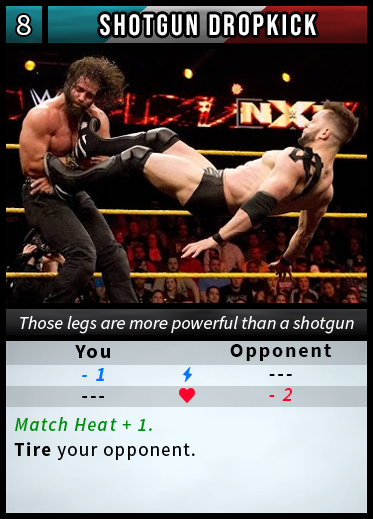 8 SHOTGUN DROPKICK
NXT
Those legs are more powerful than a shotgun
You Opponent
- 1 ---
--- - 2
Match Heat + 1.
Tire your opponent.